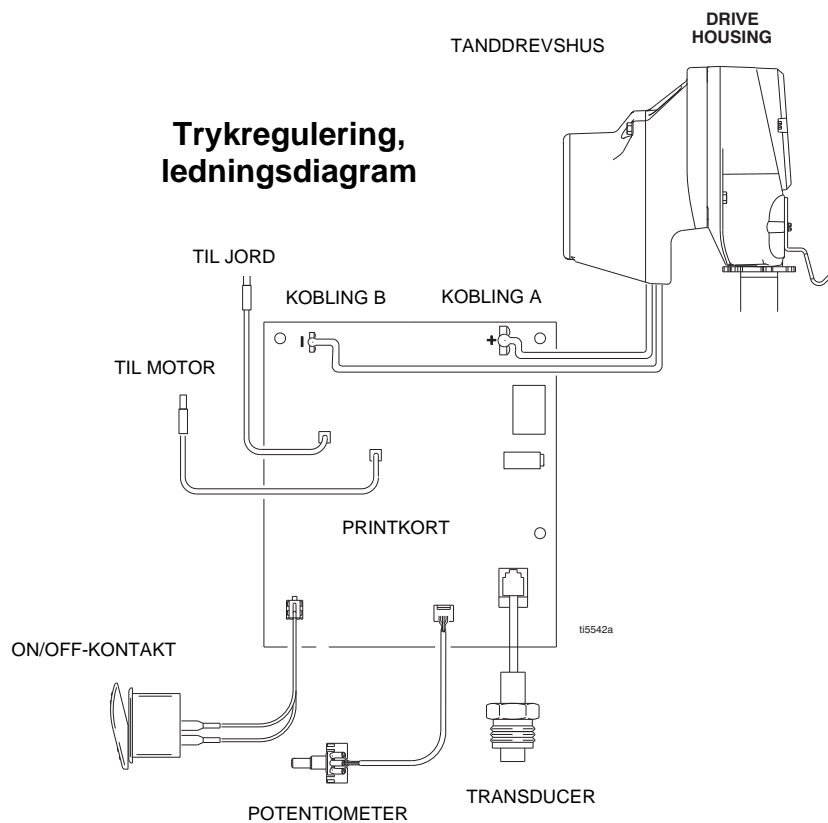 DRIVE
HOUSING
TANDDREVSHUS
Trykregulering,
ledningsdiagram
TIL JORD
KOBLING B
KOBLING A
TIL MOTOR
PRINTKORT
ti5542a
ON/OFF-KONTAKT
TRANSDUCER
POTENTIOMETER